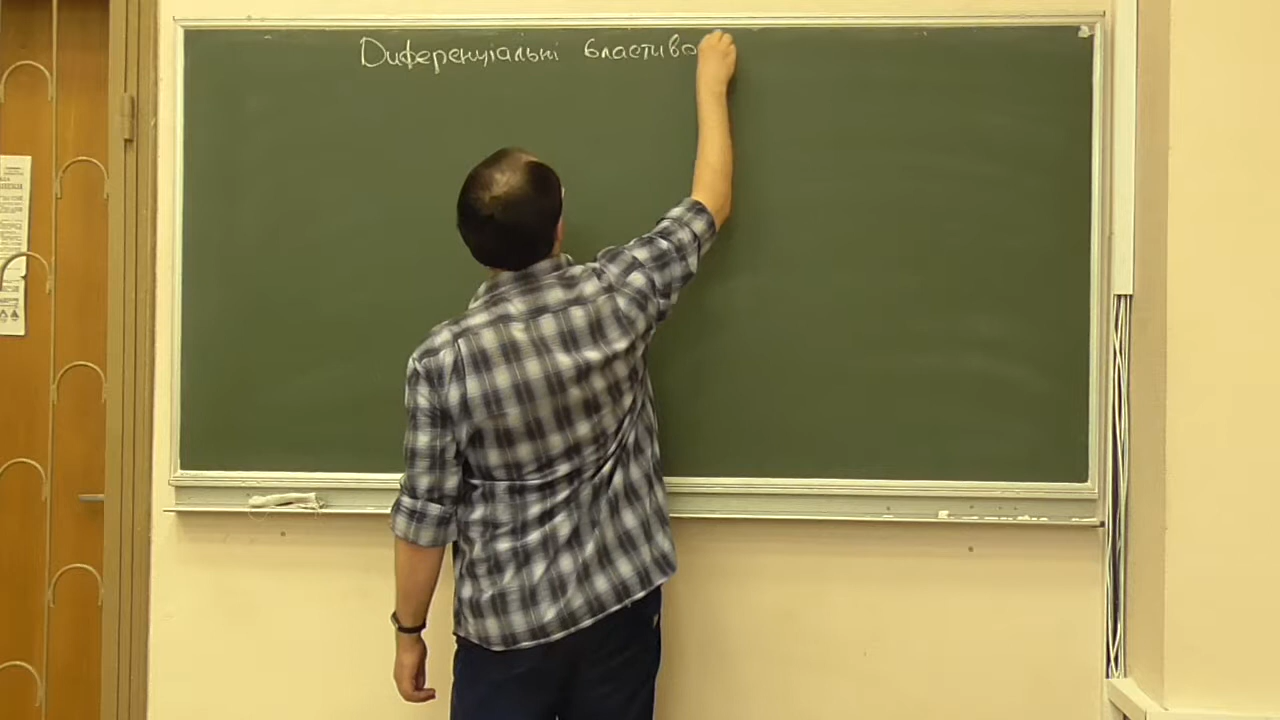 Диференціальні властиво